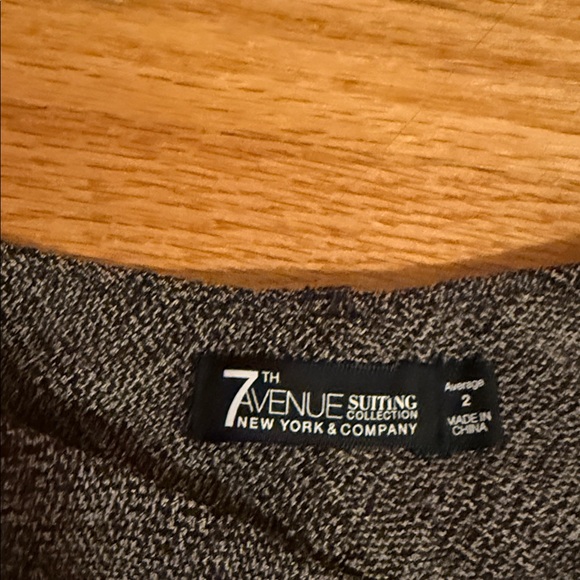 7TH
AVENUE SUITING
COLLECTION
NEW YORK & COMPANY
Average
2
MADE IN
CHINA